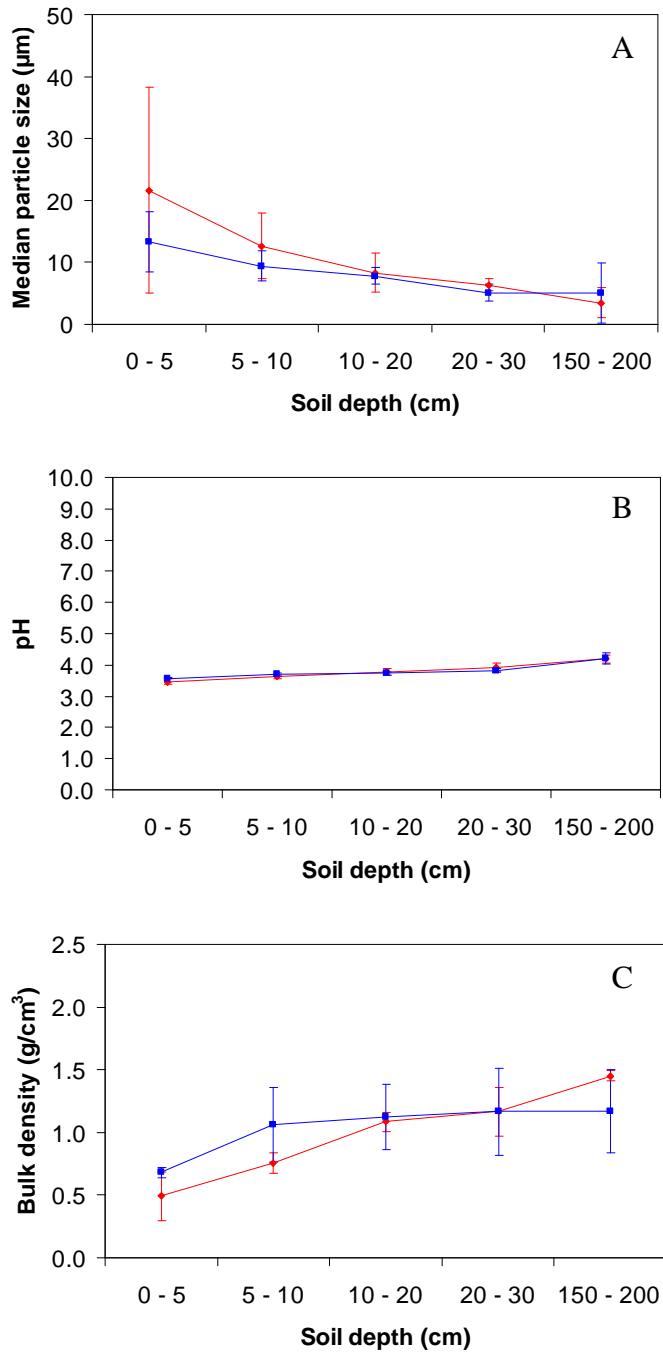 A
Median particle size (µm)
50
40
30
20
10
0
0 - 5 5 - 10 10 - 20 20 - 30 150 - 200
Soil depth (cm)
B
pH
10.0
9.0
8.0
7.0
6.0
5.0
4.0
3.0
2.0
1.0
0.0
0 - 5 5 - 10 10 - 20 20 - 30 150 - 200
Soil depth (cm)
C
Bulk density (g/cm³)
2.5
2.0
1.5
1.0
0.5
0.0
0 - 5 5 - 10 10 - 20 20 - 30 150 - 200
Soil depth (cm)